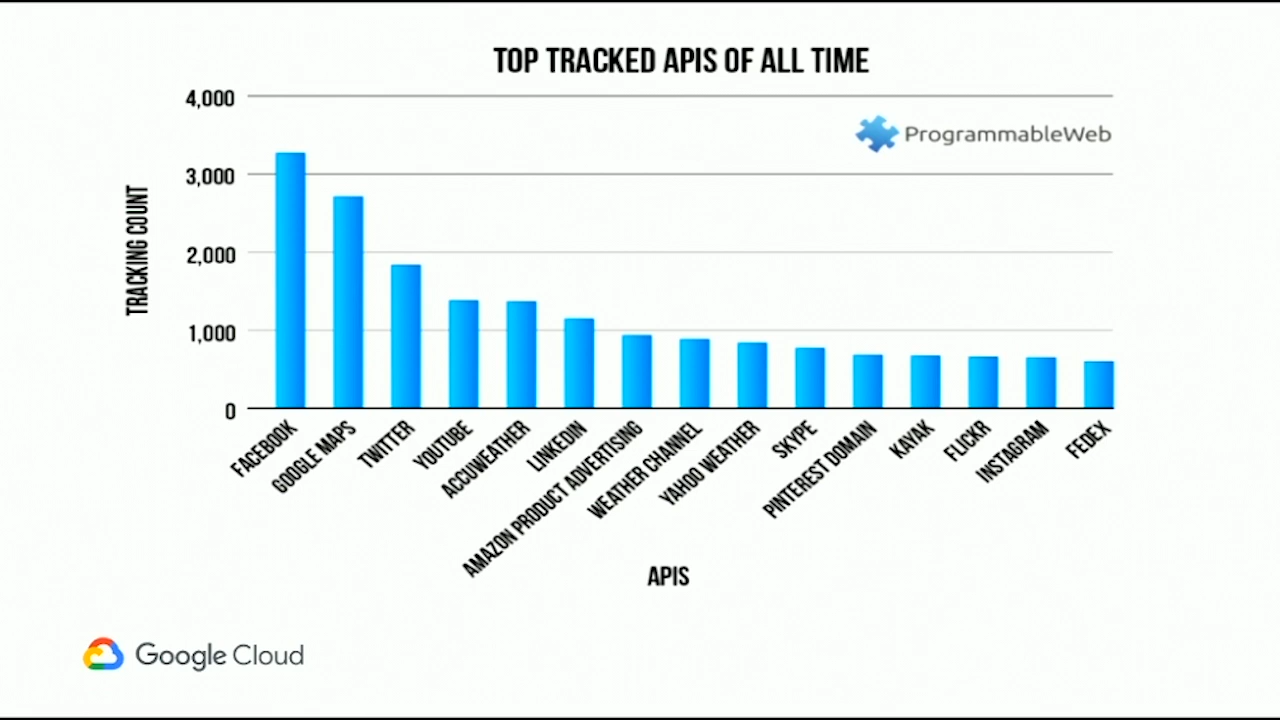 TOP TRACKED APIS OF ALL TIME
ProgrammableWeb
TRACKING COUNT
4,000
3,000
2,000
1,000
0
FACEBOOK
GOOGLE MAPS
TWITTER
YOUTUBE
ACCUWEATHER
LINKEDIN
AMAZON PRODUCT ADVERTISING
WEATHER CHANNEL
YAHOO WEATHER
SKYPE
PINTEREST DOMAIN
KAYAK
FLICKR
INSTAGRAM
FEDEX
APIS
Google Cloud